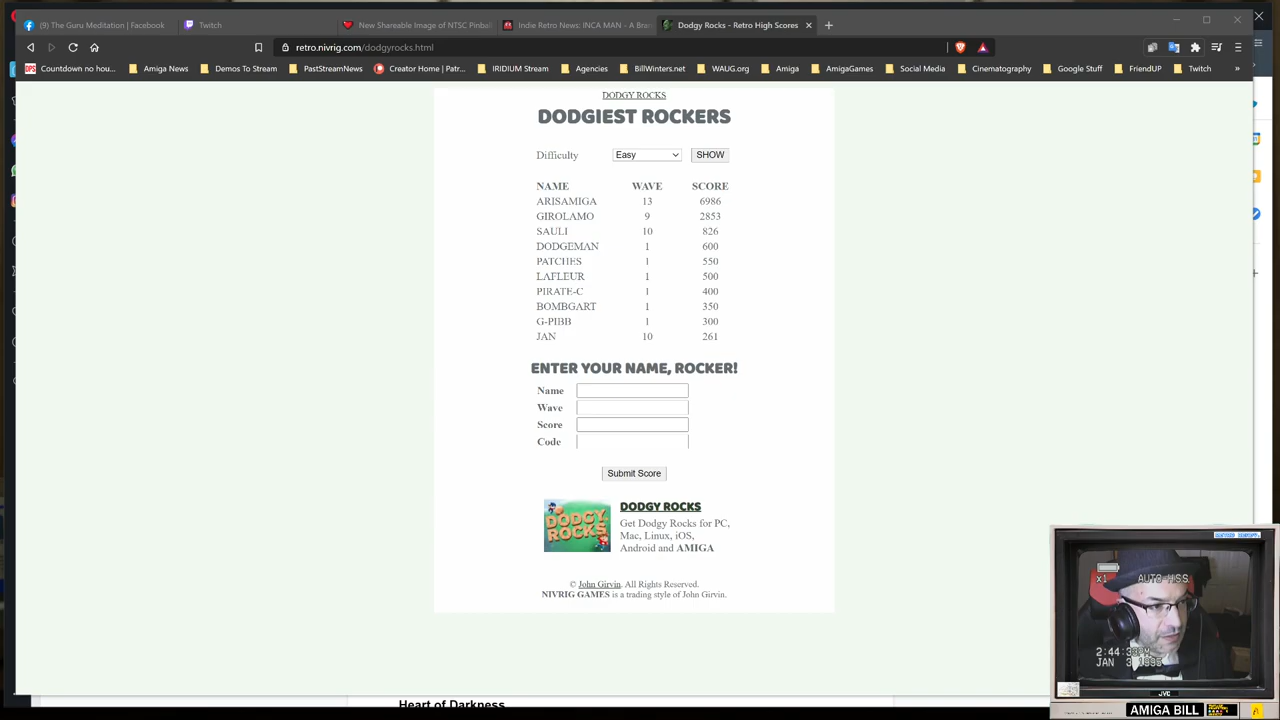 (9) The Guru Meditation | Facebook
Twitch
New Shareable Image of NTSC Pinbal
Indie Retro News: INCA MAN - A Bra
Dodgy Rocks - Retro High Scores
retro.nivrig.com/dodgyrocks.html
Countdown no hou...
Amiga News
Demos To Stream
PastStreamNews
Creator Home | Patr...
IRIDIUM Stream
Agencies
BillWinters.net
WAUG.org
Amiga
AmigaGames
Social Media
Cinematography
Google Stuff
FriendUP
Twitch
DODGY ROCKS
DODGIEST ROCKERS
Difficulty Easy SHOW
NAME WAVE SCORE
ARISAMIGA 13 6986
GIROLAMO 9 2853
SAULI 10 826
DODGEMAN 1 600
PATCHES 1 550
LAFLEUR 1 500
PIRATE-C 1 400
BOMBGART 1 350
G-PIBB 1 300
JAN 10 261
ENTER YOUR NAME, ROCKER!
Name
Wave
Score
Code
Submit Score
DODGY ROCKS
DODGY ROCKS
Get Dodgy Rocks for PC,
Mac, Linux, iOS,
Android and AMIGA
© John Girvin. All Rights Reserved.
NIVRIG GAMES is a trading style of John Girvin.
Heart of Darkness
x1 AUTO H.S.S.
JVC
AMIGA BILL